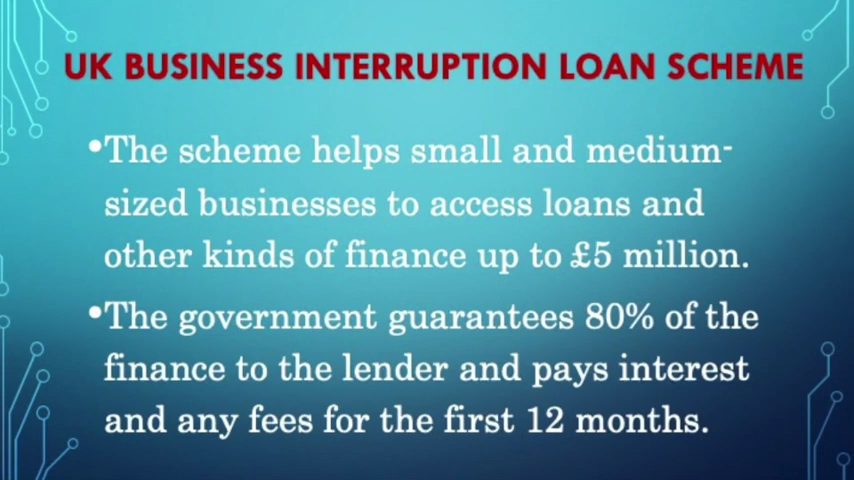 UK BUSINESS INTERRUPTION LOAN SCHEME
•The scheme helps small and medium-
sized businesses to access loans and
other kinds of finance up to £5 million.
•The government guarantees 80% of the
finance to the lender and pays interest
and any fees for the first 12 months.